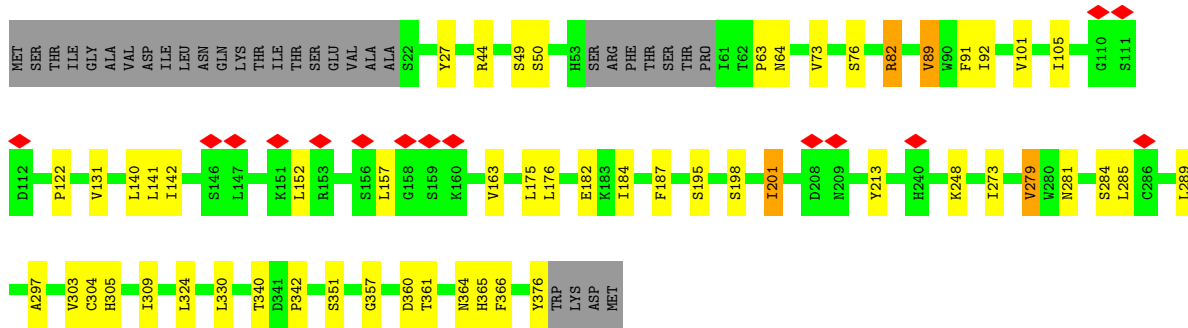 MET SER THR ILE GLY ALA VAL ASP ILE LEU ASN GLN LYS THR ILE THR SER GLU VAL ALA ALA S22 Y27 R44 S49 S50 H53 SER ARG PHE THR SER THR PRO I61 T62 P63 N64 V73 S76 R82 V89 W90 F91 I92 V101 I105 G110 S111
D112 P122 V131 L140 L141 I142 S146 L147 K151 L152 R153 S156 L157 G158 S159 K160 V163 L175 L176 E182 K183 I184 F187 S195 S198 I201 D208 N209 Y213 H240 K248 I273 V279 W280 N281 S284 L285 C286 L289
A297 V303 C304 H305 I309 L324 L330 T340 D341 P342 S351 G357 D360 T361 N364 H365 F366 Y376 TRP LYS ASP MET